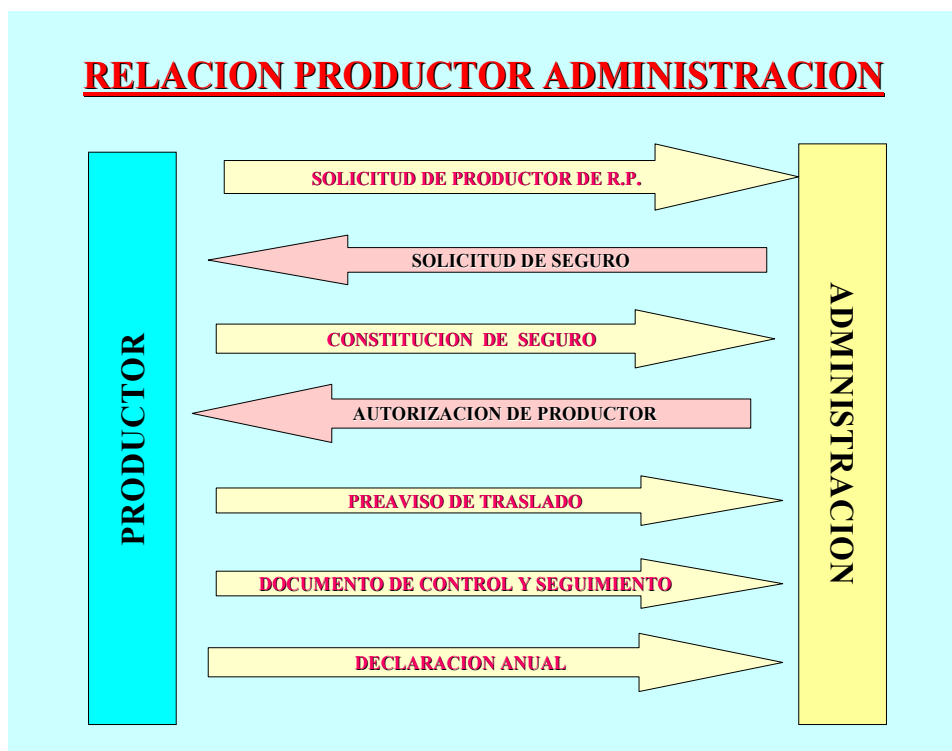 RELACION PRODUCTOR ADMINISTRACION
SOLICITUD DE PRODUCTOR DE R.P.
SOLICITUD DE SEGURO
CONSTITUCION DE SEGURO
AUTORIZACION DE PRODUCTOR
PREAVISO DE TRASLADO
DOCUMENTO DE CONTROL Y SEGUIMIENTO
DECLARACION ANUAL
PRODUCTOR
ADMINISTRACION